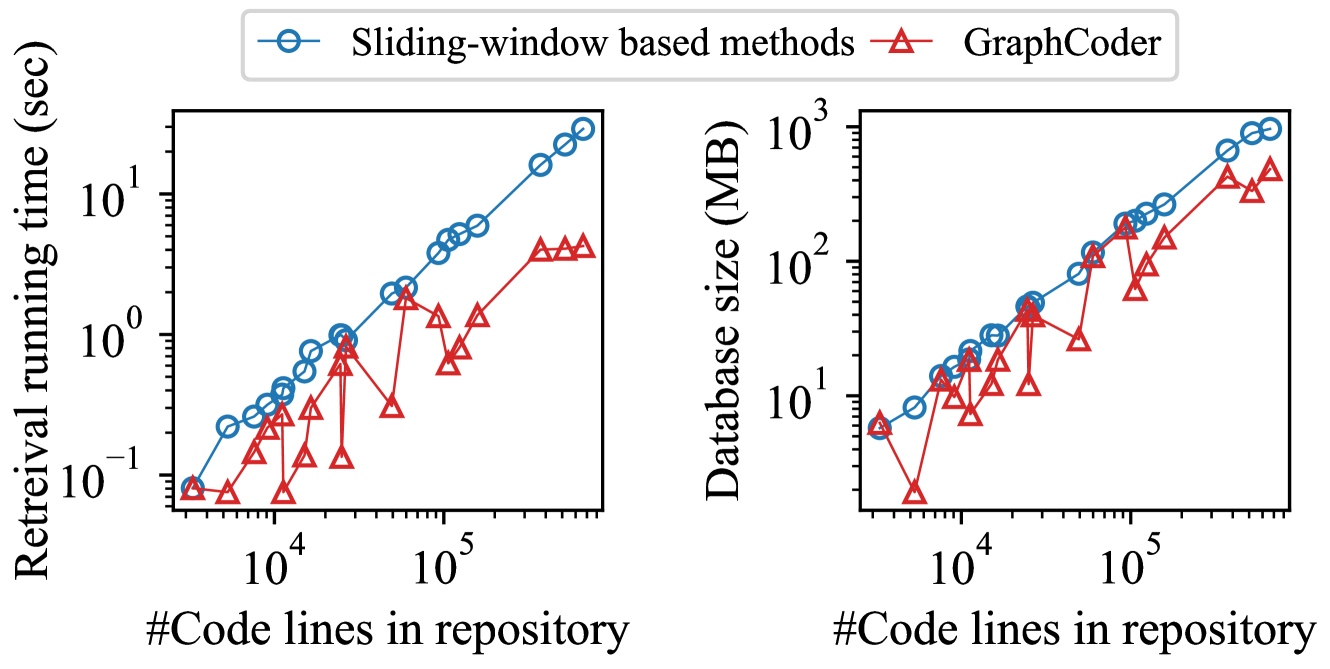 Sliding-window based methods GraphCoder
Retreival running time (sec)
10^1
10^0
10^−1
10^4 10^5
#Code lines in repository
Database size (MB)
10^3
10^2
10^1
10^4 10^5
#Code lines in repository